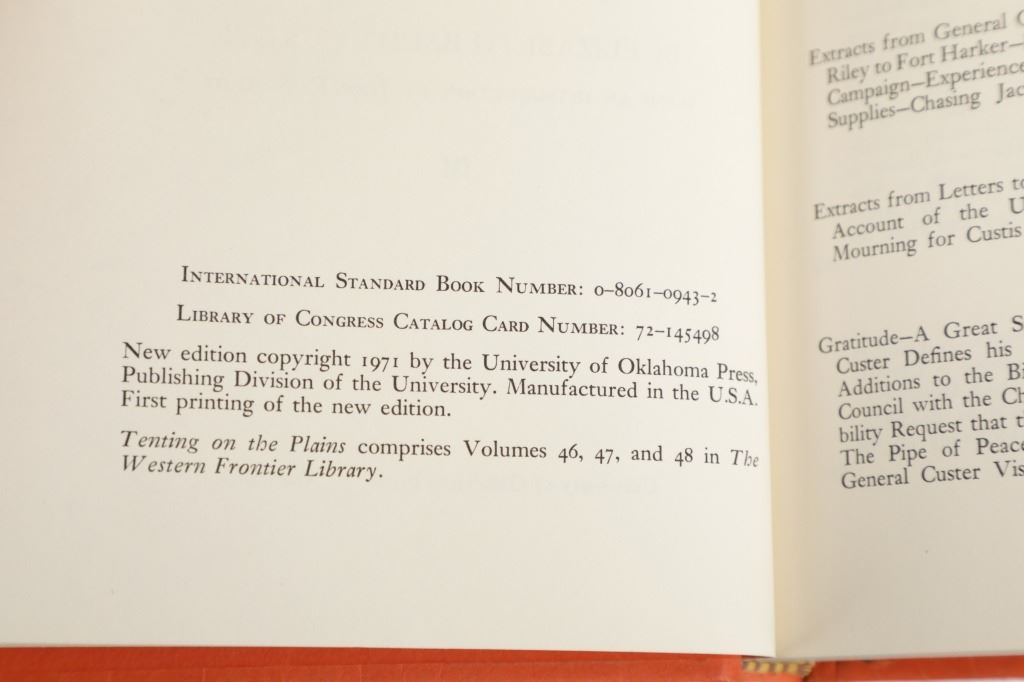 International Standard Book Number: 0-8061-0943-2
Library of Congress Catalog Card Number: 72-145498
New edition copyright 1971 by the University of Oklahoma Press,
Publishing Division of the University. Manufactured in the U.S.A.
First printing of the new edition.
Tenting on the Plains comprises Volumes 46, 47, and 48 in The
Western Frontier Library.
Extracts from General
Riley to Fort Harker—
Campaign—Experience
Supplies—Chasing
Extracts from Letters
Account of the
Mourning for Custis
Gratitude—A Great
Custer Defines his
Additions to the
Council with the
bility Request that
The Pipe of Peace
General Custer